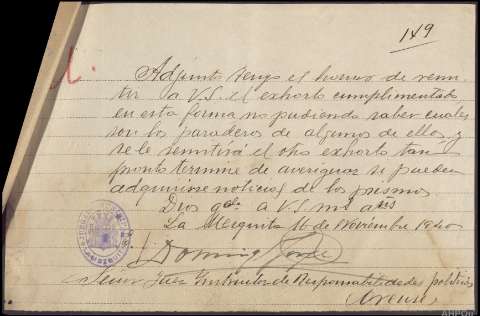 149
Adjunto tengo el honor de remi-
tir a V.S. el exhorto cumplimentado
en esta forma no pudiendo saber cuales
son los paraderos de algunos de ellos, y
se le remitirá el otro exhorto tan
pronto termine de averiguar si pueden
adquirirse noticias de los mismos
Dios gde a V.S. ms as
La Mezquita 16 de Noviembre 1940
Señor Juez Instructor de Responsabilidades politicas
Orense
AHPOu